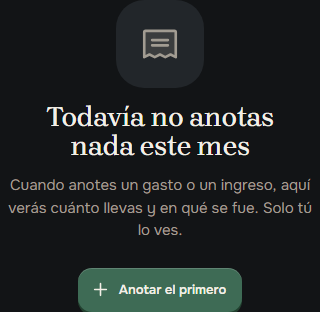 Todavía no anotas
nada este mes
Cuando anotes un gasto o un ingreso, aquí
verás cuánto llevas y en qué se fue. Solo tú
lo ves.
Anotar el primero